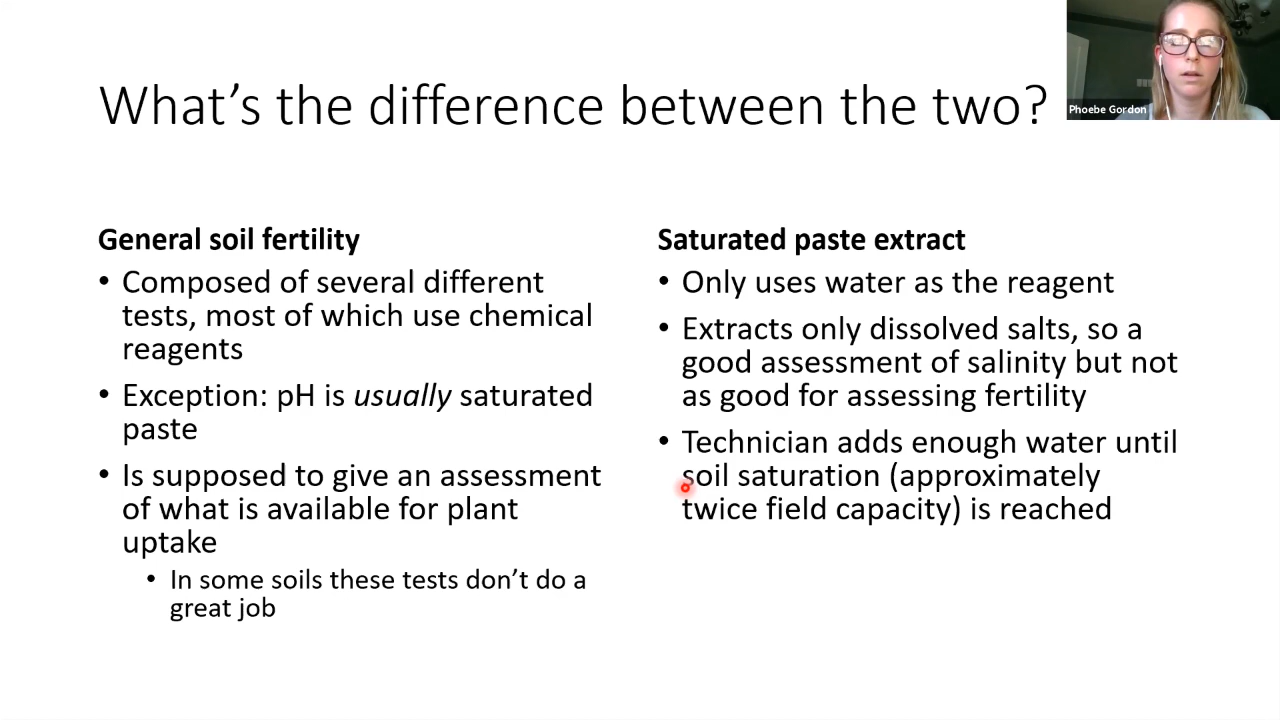 What's the difference between the two?
Phoebe Gordon
General soil fertility
• Composed of several different
tests, most of which use chemical
reagents
• Exception: pH is usually saturated
paste
• Is supposed to give an assessment
of what is available for plant
uptake
• In some soils these tests don't do a
great job
Saturated paste extract
• Only uses water as the reagent
• Extracts only dissolved salts, so a
good assessment of salinity but not
as good for assessing fertility
• Technician adds enough water until
soil saturation (approximately
twice field capacity) is reached